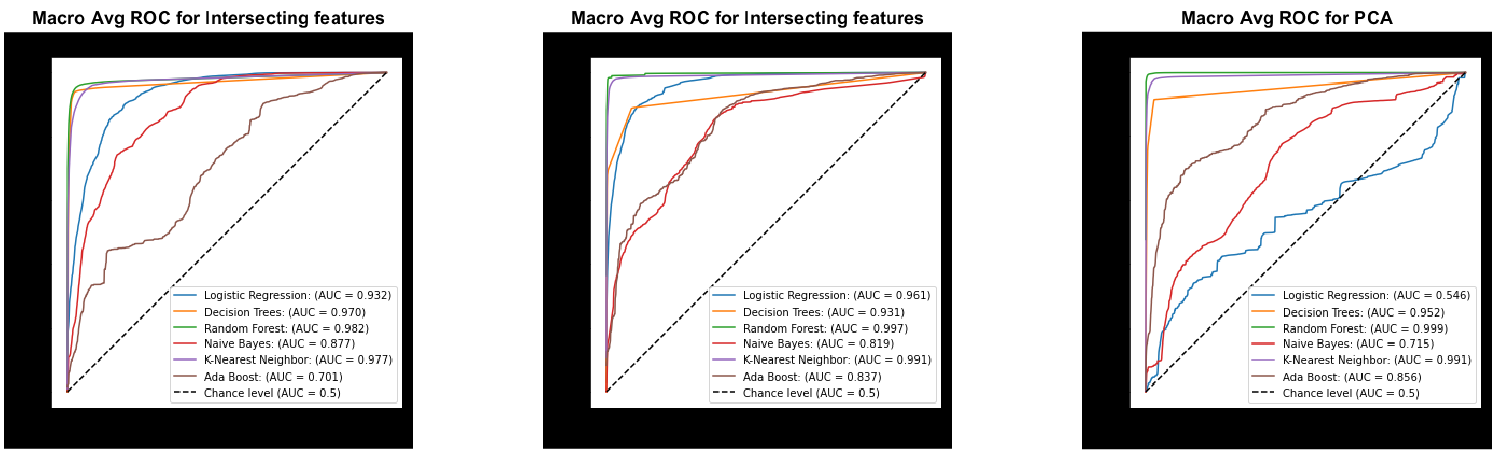 Macro Avg ROC for Intersecting features
Logistic Regression: (AUC = 0.932)
Decision Trees: (AUC = 0.970)
Random Forest: (AUC = 0.982)
Naive Bayes: (AUC = 0.877)
K-Nearest Neighbor: (AUC = 0.977)
Ada Boost: (AUC = 0.701)
Chance level (AUC = 0.5)
Macro Avg ROC for Intersecting features
Logistic Regression: (AUC = 0.961)
Decision Trees: (AUC = 0.931)
Random Forest: (AUC = 0.997)
Naive Bayes: (AUC = 0.819)
K-Nearest Neighbor: (AUC = 0.991)
Ada Boost: (AUC = 0.837)
Chance level (AUC = 0.5)
Macro Avg ROC for PCA
Logistic Regression: (AUC = 0.546)
Decision Trees: (AUC = 0.952)
Random Forest: (AUC = 0.999)
Naive Bayes: (AUC = 0.715)
K-Nearest Neighbor: (AUC = 0.991)
Ada Boost: (AUC = 0.856)
Chance level (AUC = 0.5)